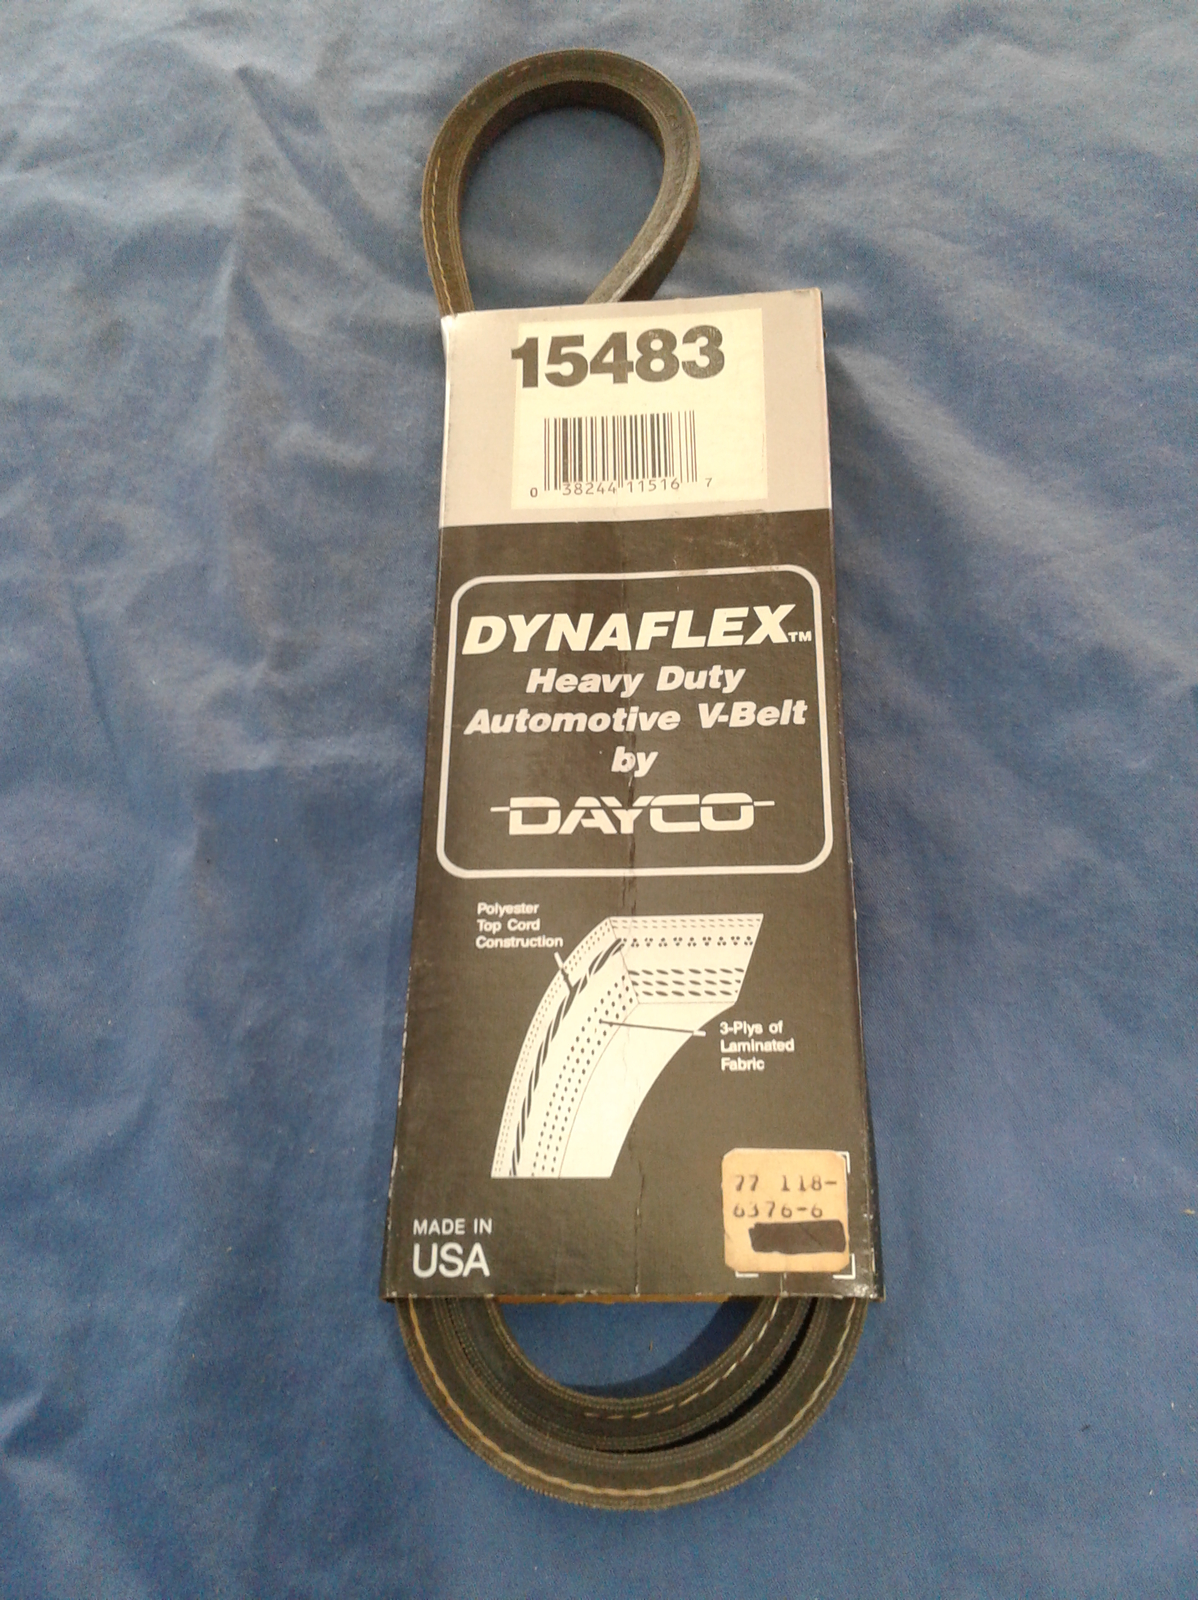 15483
0 38244 11516 7
DYNAFLEX™
Heavy Duty
Automotive V-Belt
by
DAYCO
Polyester
Top Cord
Construction
3-Plys of
Laminated
Fabric
77 118-
6376-6
MADE IN
USA